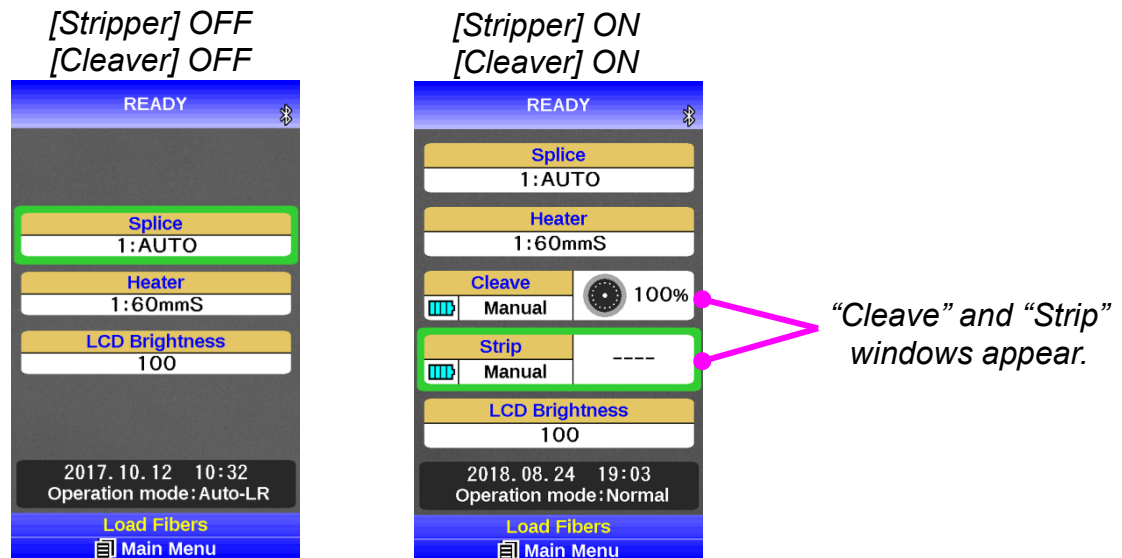 [Stripper] OFF
[Cleaver] OFF
READY
Splice
1:AUTO
Heater
1:60mmS
LCD Brightness
100
2017.10.12 10:32
Operation mode:Auto-LR
Load Fibers
Main Menu
[Stripper] ON
[Cleaver] ON
READY
Splice
1:AUTO
Heater
1:60mmS
Cleave
Manual
100%
Strip
Manual
----
LCD Brightness
100
2018.08.24 19:03
Operation mode:Normal
Load Fibers
Main Menu
“Cleave” and “Strip”
windows appear.